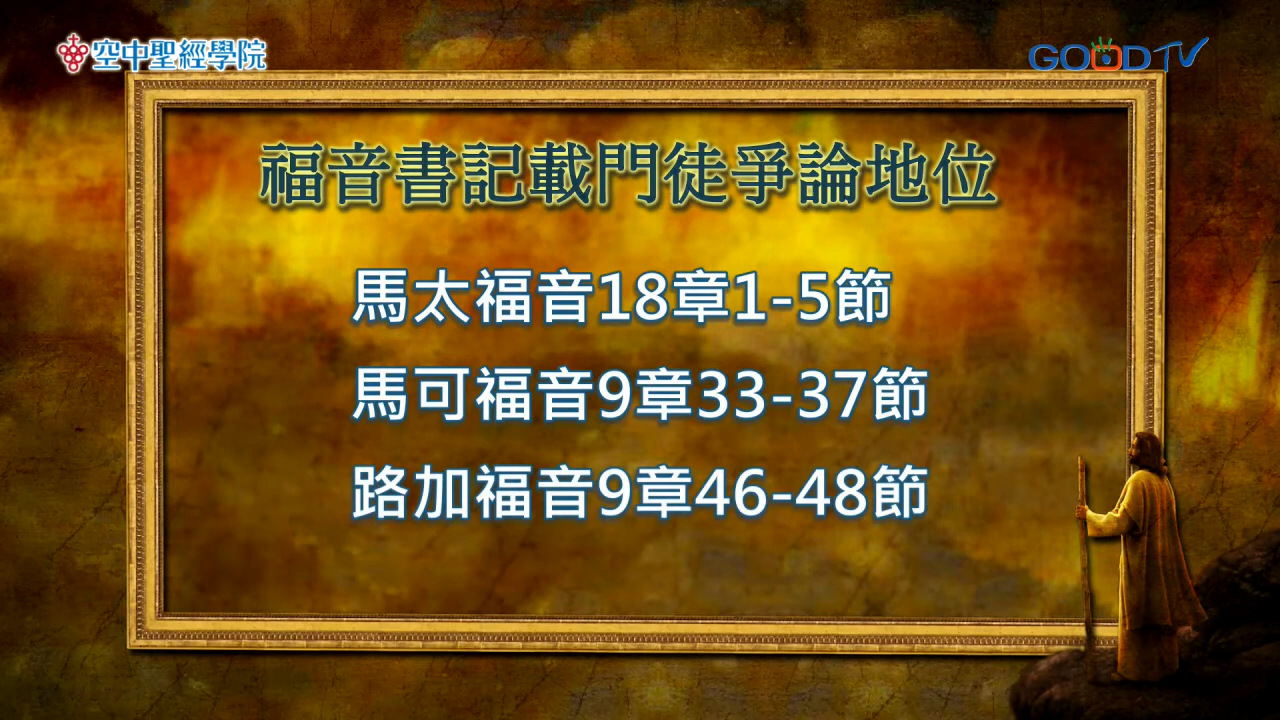 空中聖經學院
GOOD TV
福音書記載門徒爭論地位
馬太福音18章1-5節
馬可福音9章33-37節
路加福音9章46-48節